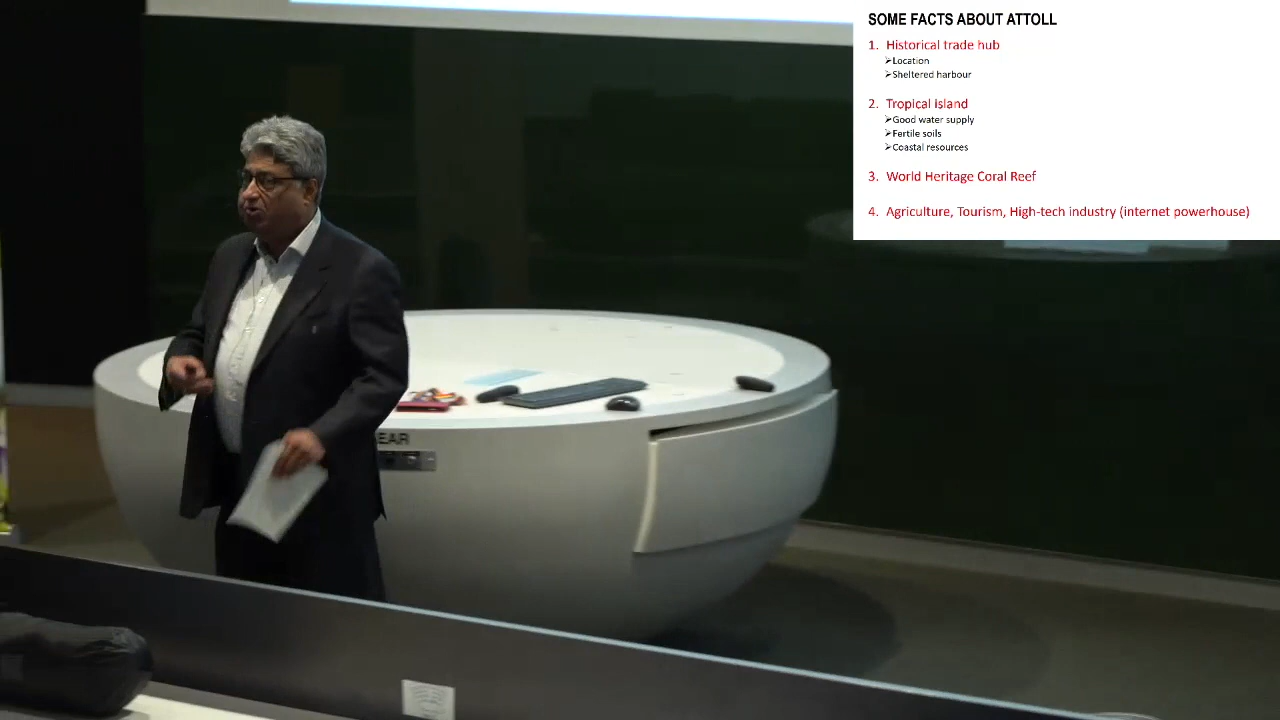 SOME FACTS ABOUT ATTOLL
1. Historical trade hub
➢Location
➢Sheltered harbour
2. Tropical island
➢Good water supply
➢Fertile soils
➢Coastal resources
3. World Heritage Coral Reef
4. Agriculture, Tourism, High-tech industry (internet powerhouse)
EAR